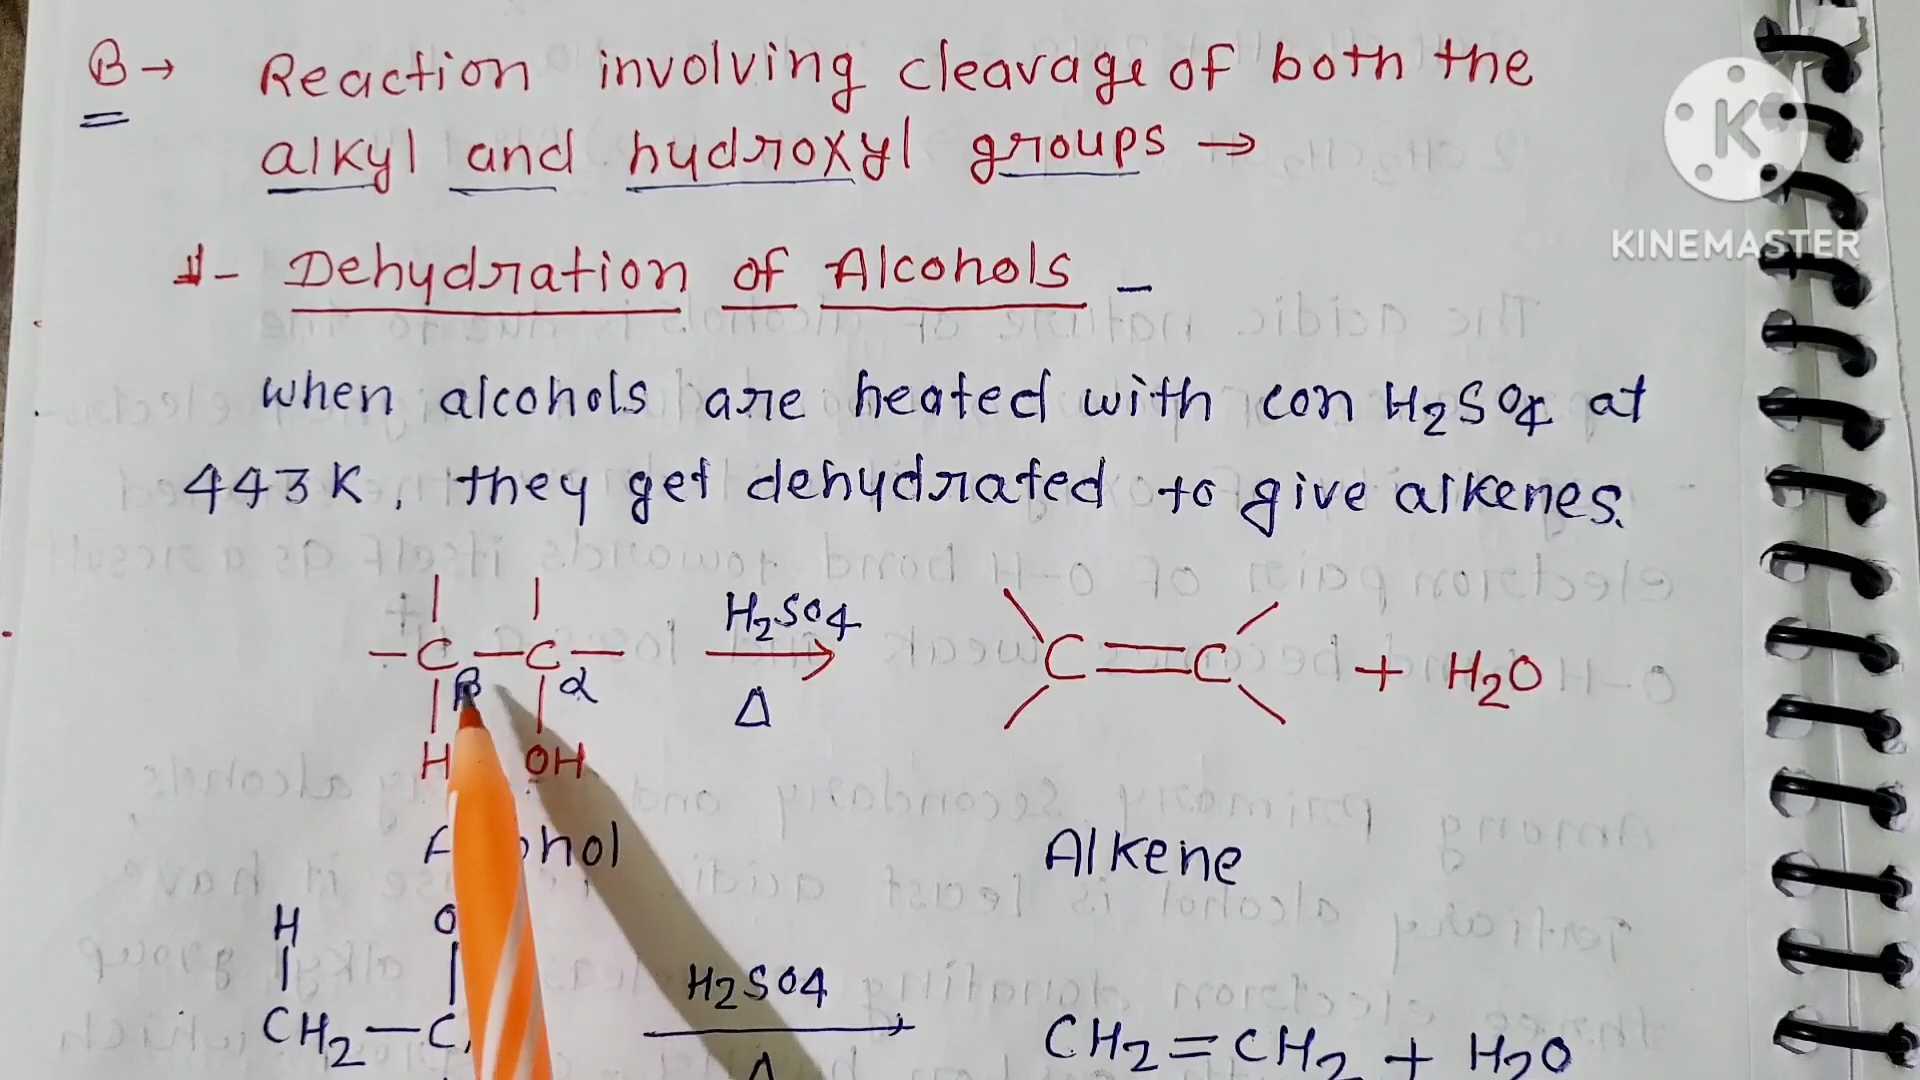 B→ Reaction involving cleavage of both the
alkyl and hydroxyl groups →
K
KINEMASTER
1- Dehydration of Alcohols -
when alcohols are heated with con H2SO4 at
443K, they get dehydrated to give alkenes.
-C-C- H2SO4 C=C + H2O
β α Δ
H OH
Alkene
H O
CH2-C H2SO4 CH2=CH2 + H2O
Δ